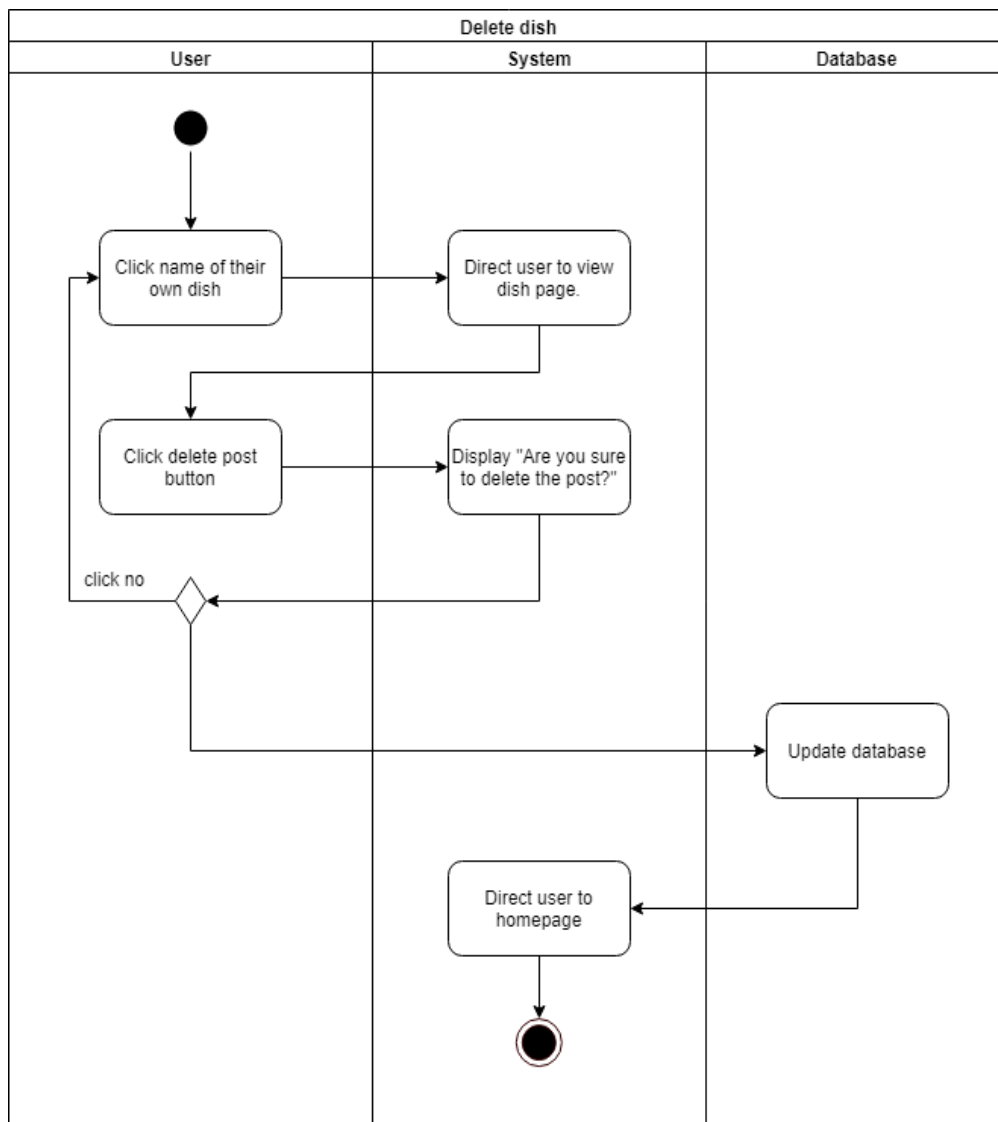 Delete dish
User
System
Database
Click name of their
own dish
Direct user to view
dish page.
Click delete post
button
Display "Are you sure
to delete the post?"
click no
Update database
Direct user to
homepage